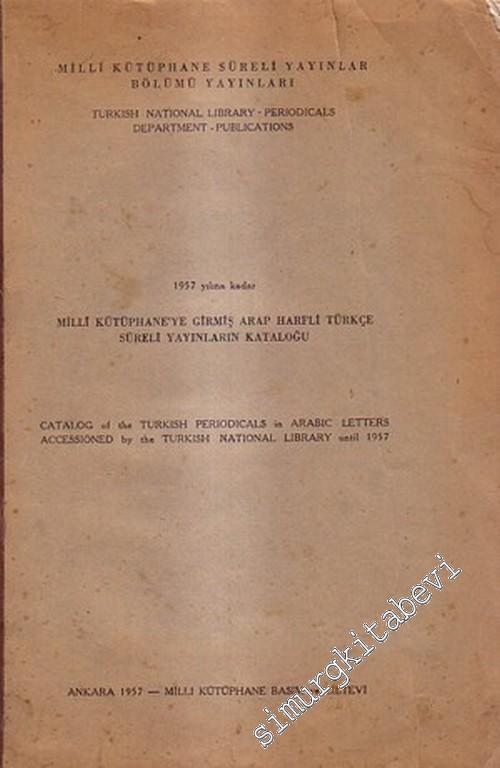 MİLLİ KÜTÜPHANE SÜRELİ YAYINLAR
BÖLÜMÜ YAYINLARI
TURKISH NATIONAL LIBRARY - PERIODICALS
DEPARTMENT - PUBLICATIONS
1957 yılına kadar
MİLLİ KÜTÜPHANE'YE GİRMİŞ ARAP HARFLİ TÜRKÇE
SÜRELİ YAYINLARIN KATALOĞU
CATALOG of the TURKISH PERIODICALS in ARABIC LETTERS
ACCESSIONED by the TURKISH NATIONAL LIBRARY until 1957
ANKARA 1957 — MİLLİ KÜTÜPHANE
simurgkitabevi